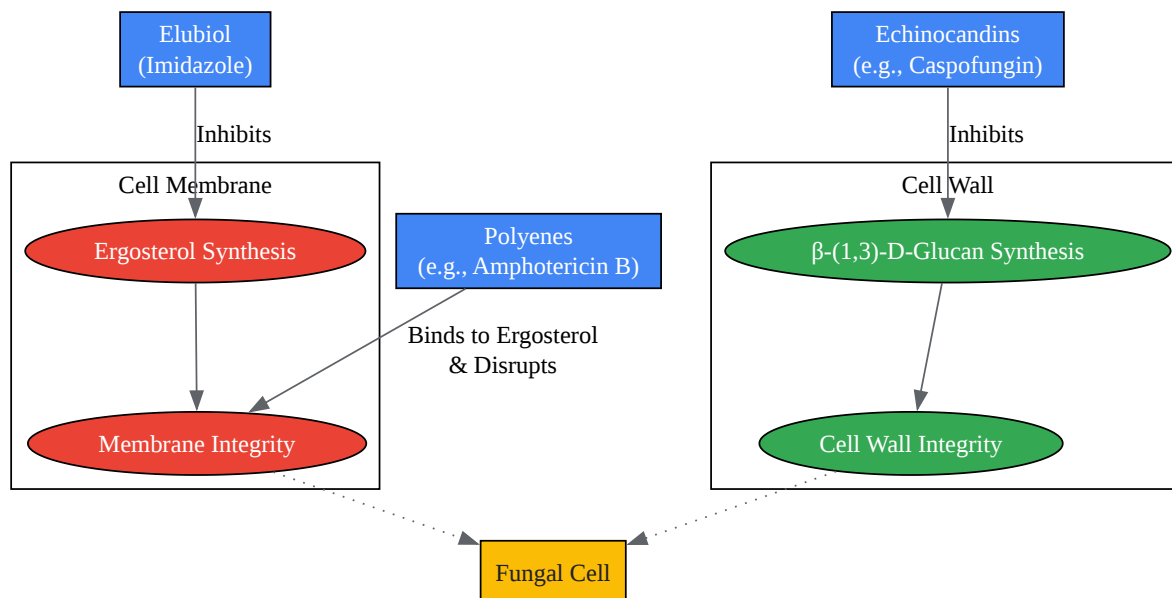 Elubiol
(Imidazole)
Echinocandins
(e.g., Caspofungin)
Inhibits
Inhibits
Cell Membrane
Cell Wall
Ergosterol Synthesis
Polyenes
(e.g., Amphotericin B)
β-(1,3)-D-Glucan Synthesis
Binds to Ergosterol
& Disrupts
Membrane Integrity
Cell Wall Integrity
Fungal Cell